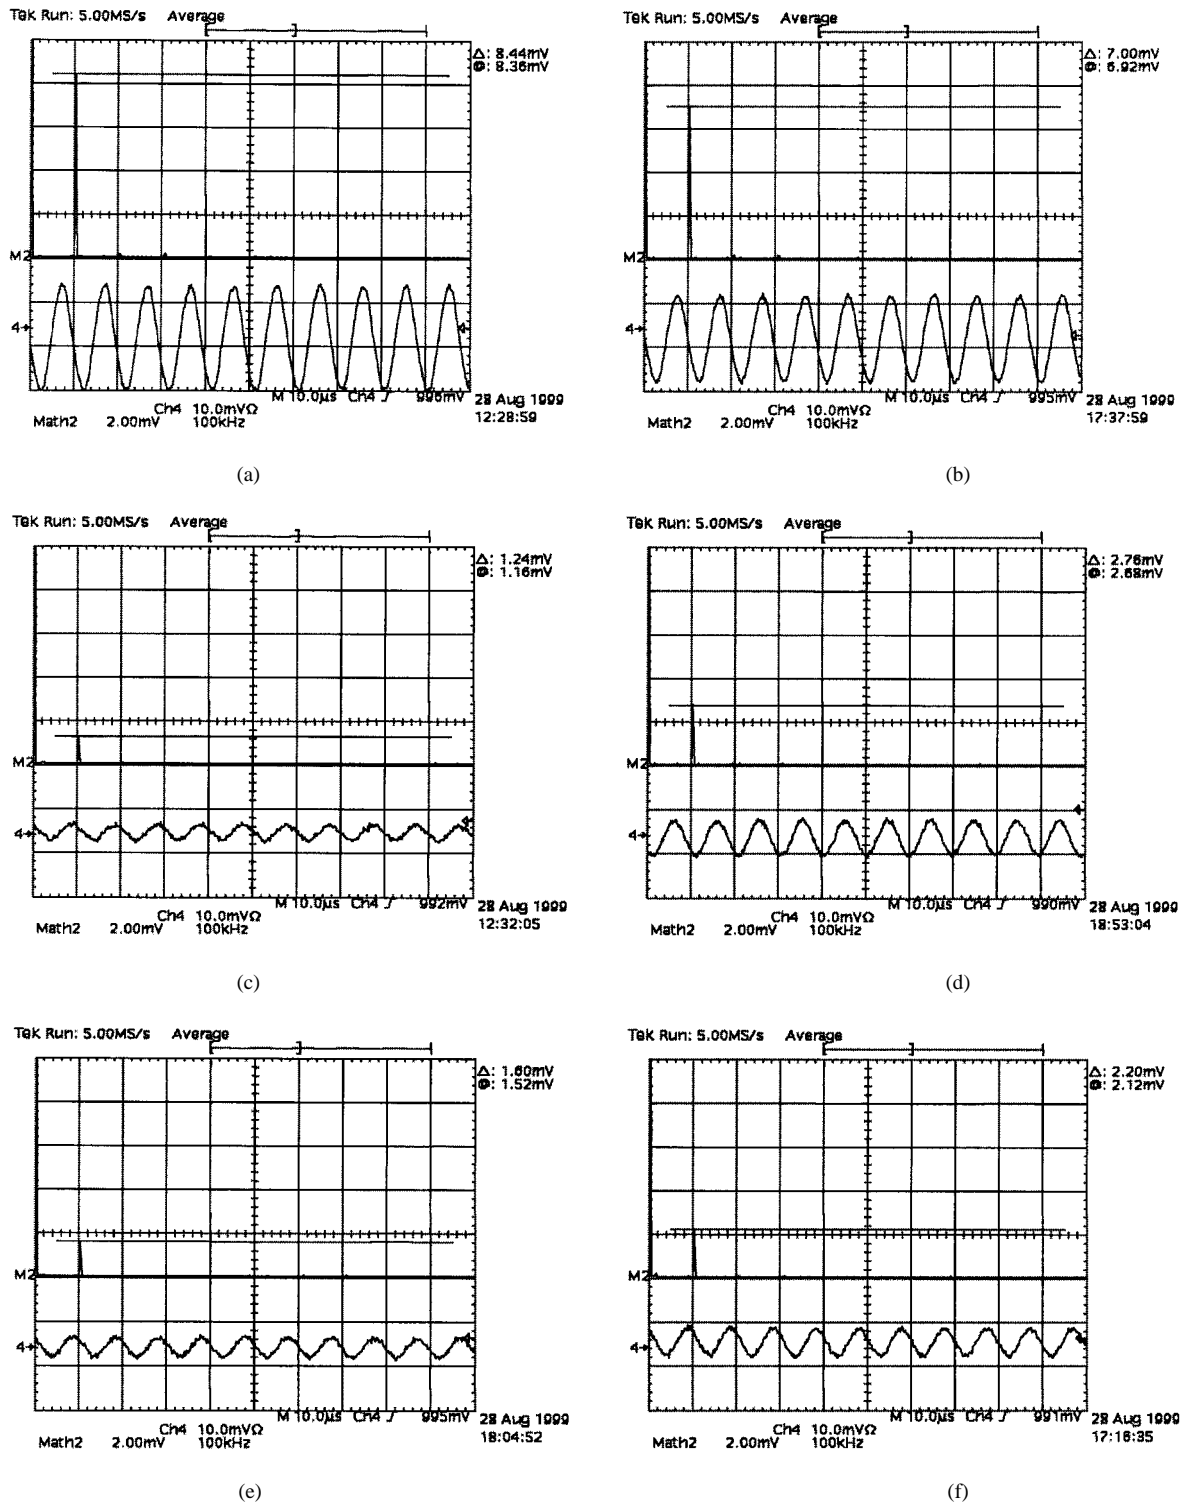 Tek Run: 5.00MS/s Average
Δ: 8.44mV
@: 8.36mV
M2
4→
M 10.0µs Ch4 ∫ 996mV
Ch4 10.0mVΩ
Math2 2.00mV 100kHz
28 Aug 1999
12:28:59
(a)
Tek Run: 5.00MS/s Average
Δ: 7.00mV
@: 6.92mV
M2
4→
M 10.0µs Ch4 ∫ 995mV
Ch4 10.0mVΩ
Math2 2.00mV 100kHz
28 Aug 1999
17:37:59
(b)
Tek Run: 5.00MS/s Average
Δ: 1.24mV
@: 1.16mV
M2
4→
M 10.0µs Ch4 ∫ 992mV
Ch4 10.0mVΩ
Math2 2.00mV 100kHz
28 Aug 1999
12:32:05
(c)
Tek Run: 5.00MS/s Average
Δ: 2.76mV
@: 2.68mV
M2
4→
M 10.0µs Ch4 ∫ 990mV
Ch4 10.0mVΩ
Math2 2.00mV 100kHz
28 Aug 1999
18:53:04
(d)
Tek Run: 5.00MS/s Average
Δ: 1.60mV
@: 1.52mV
M2
4→
M 10.0µs Ch4 ∫ 995mV
Ch4 10.0mVΩ
Math2 2.00mV 100kHz
28 Aug 1999
18:04:52
(e)
Tek Run: 5.00MS/s Average
Δ: 2.20mV
@: 2.12mV
M2
4→
M 10.0µs Ch4 ∫ 991mV
Ch4 10.0mVΩ
Math2 2.00mV 100kHz
28 Aug 1999
17:16:35
(f)